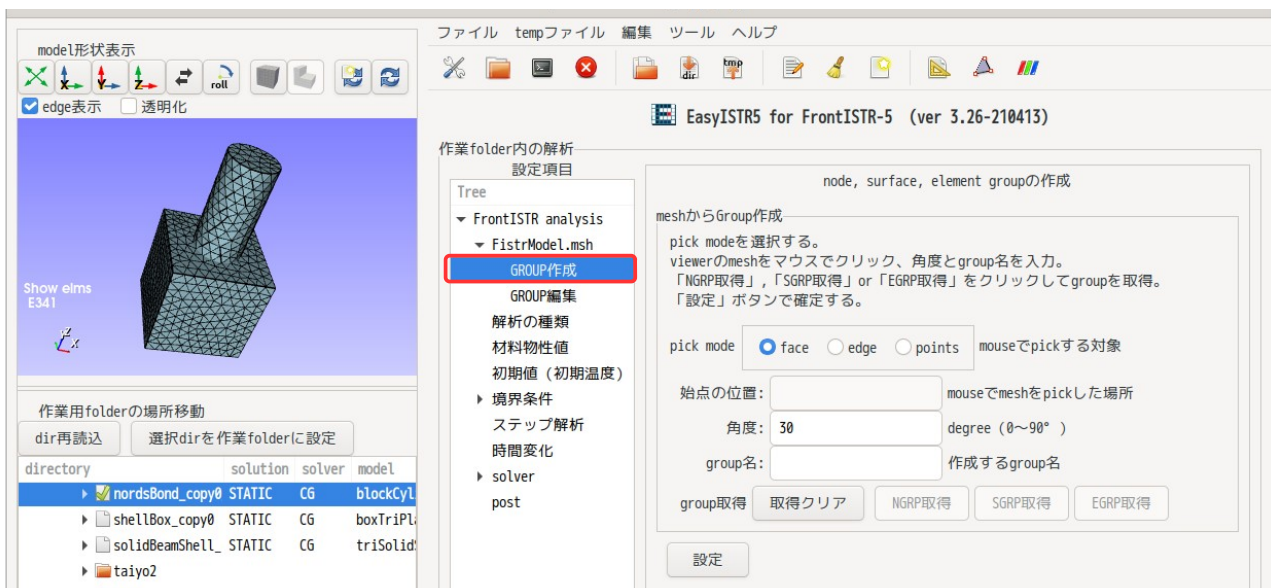 model形状表示
roll
edge表示 透明化
Show elms
E341
Z
X
作業用folderの場所移動
dir再読込 選択dirを作業folderに設定
directory solution solver model
nordsBond_copy0 STATIC CG blockCyl
shellBox_copy0 STATIC CG boxTriPl
solidBeamShell_ STATIC CG triSolid
taiyo2
ファイル tempファイル 編集 ツール ヘルプ
dir tmp
EasyISTR5 for FrontISTR-5 (ver 3.26-210413)
作業folder内の解析
設定項目
Tree
FrontISTR analysis
FistrModel.msh
GROUP作成
GROUP編集
解析の種類
材料物性値
初期値（初期温度）
境界条件
ステップ解析
時間変化
solver
post
node, surface, element groupの作成
meshからGroup作成
pick modeを選択する。
viewerのmeshをマウスでクリック、角度とgroup名を入力。
「NGRP取得」,「SGRP取得」or「EGRP取得」をクリックしてgroupを取得。
「設定」ボタンで確定する。
pick mode face edge points mouseでpickする対象
始点の位置: mouseでmeshをpickした場所
角度: 30 degree（0～90°）
group名: 作成するgroup名
group取得 取得クリア NGRP取得 SGRP取得 EGRP取得
設定